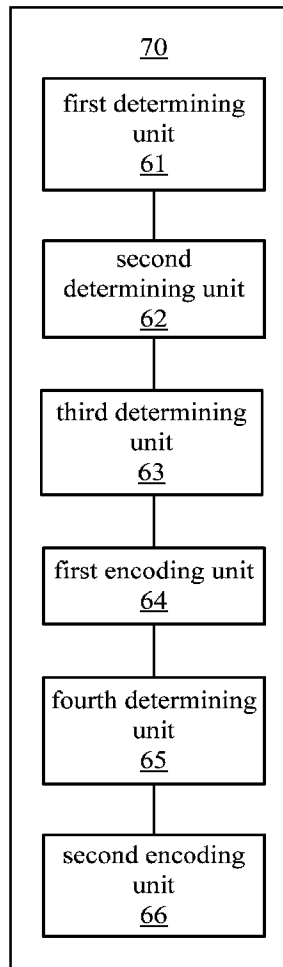 70
first determining
unit
61
second
determining unit
62
third determining
unit
63
first encoding unit
64
fourth determining
unit
65
second encoding
unit
66